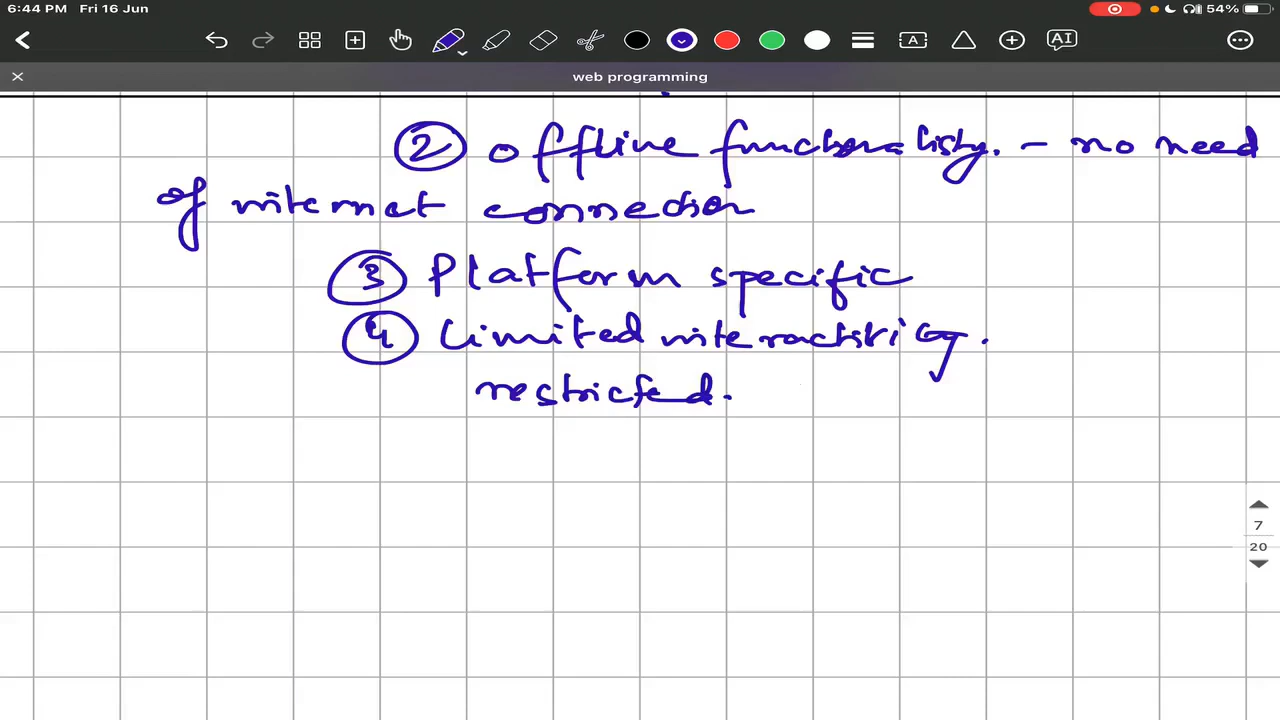 6:44 PM Fri 16 Jun 54%
A AI
web programming
2 offline functionality. - no need
of internet connection
3 Platform specific
4 Limited interactivity.
restricted.
7
20